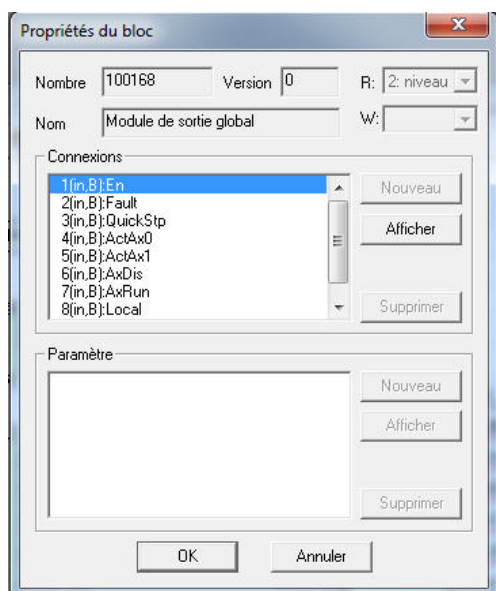 Propriétés du bloc
Nombre 100168 Version 0 R: 2: niveau
Nom Module de sortie global W:
Connexions
1(in,B):En
2(in,B):Fault
3(in,B):QuickStp
4(in,B):ActAx0
5(in,B):ActAx1
6(in,B):AxDis
7(in,B):AxRun
8(in,B):Local
Nouveau
Afficher
Supprimer
Paramètre
Nouveau
Afficher
Supprimer
OK Annuler